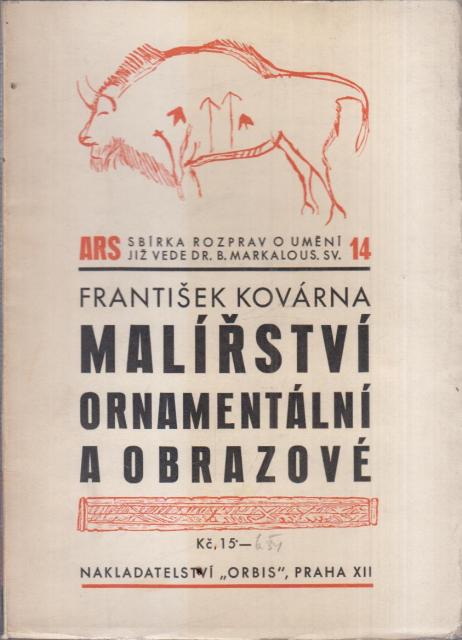 ARS SBÍRKA ROZPRAV O UMĚNÍ
JIŽ VEDE DR. B. MARKALOUS. SV. 14
FRANTIŠEK KOVÁRNA
MALÍŘSTVÍ
ORNAMENTÁLNÍ
A OBRAZOVÉ
Kč, 15·—
NAKLADATELSTVÍ „ORBIS", PRAHA XII